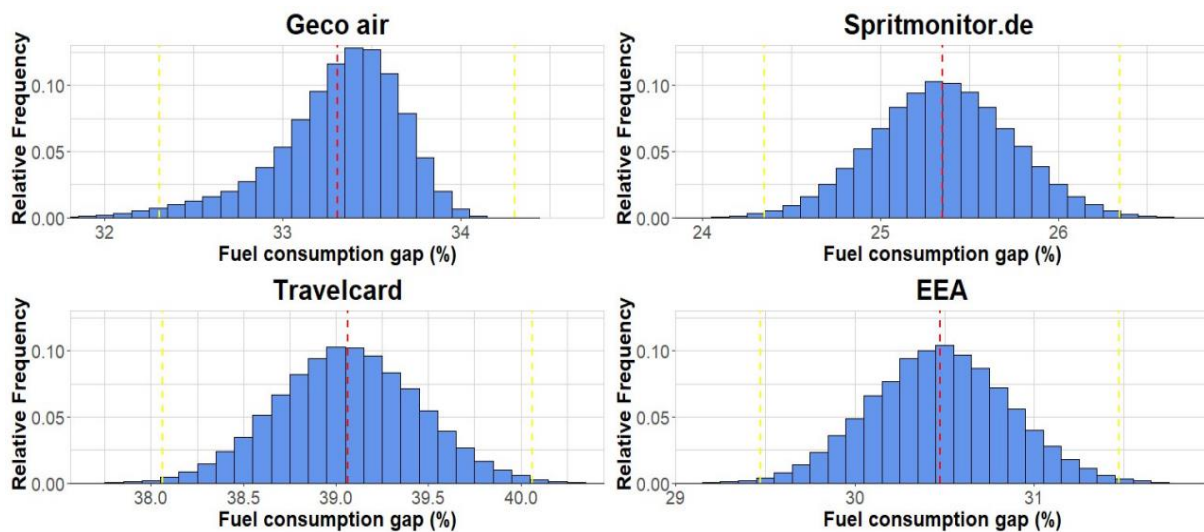 Geco air
Relative Frequency
0.10
0.05
0.00
32
33
34
Fuel consumption gap (%)
Spritmonitor.de
Relative Frequency
0.10
0.05
0.00
24
25
26
Fuel consumption gap (%)
Travelcard
Relative Frequency
0.10
0.05
0.00
38.0
38.5
39.0
39.5
40.0
Fuel consumption gap (%)
EEA
Relative Frequency
0.10
0.05
0.00
29
30
31
Fuel consumption gap (%)